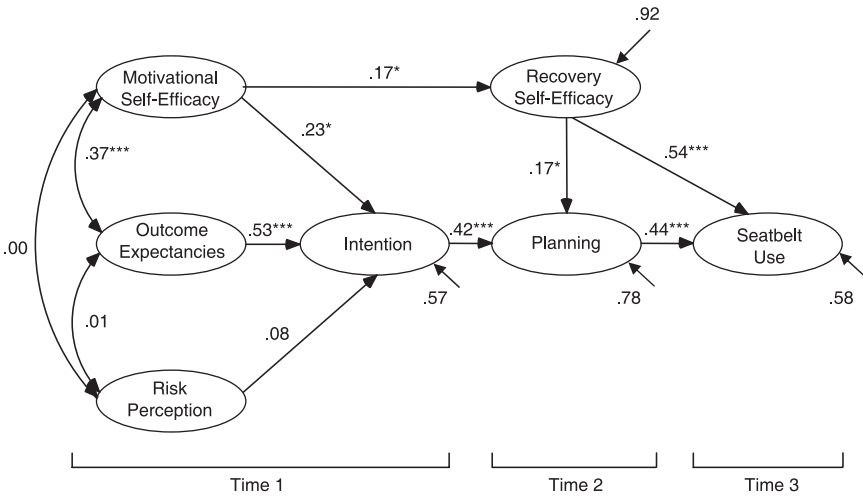 .92
Motivational
Self-Efficacy
.17*
Recovery
Self-Efficacy
.23*
.37***
.17*
.54***
.00
Outcome
Expectancies
.53***
Intention
.42***
Planning
.44***
Seatbelt
Use
.57
.78
.58
.01
.08
Risk
Perception
Time 1
Time 2
Time 3